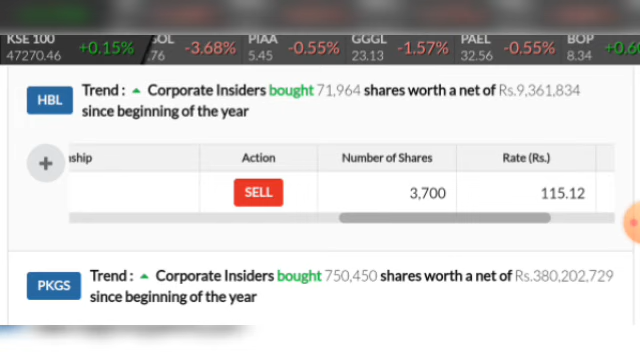 KSE 100 SOL PIAA GGGL PAEL BOP
47270.46 +0.15% .76 -3.68% 5.45 -0.55% 23.13 -1.57% 32.56 -0.55% 8.34
HBL Trend : Corporate Insiders bought 71,964 shares worth a net of Rs.9,361,834
since beginning of the year
+ Action Number of Shares Rate (Rs.)
SELL 3,700 115.12
PKGS Trend : Corporate Insiders bought 750,450 shares worth a net of Rs.380,202,729
since beginning of the year